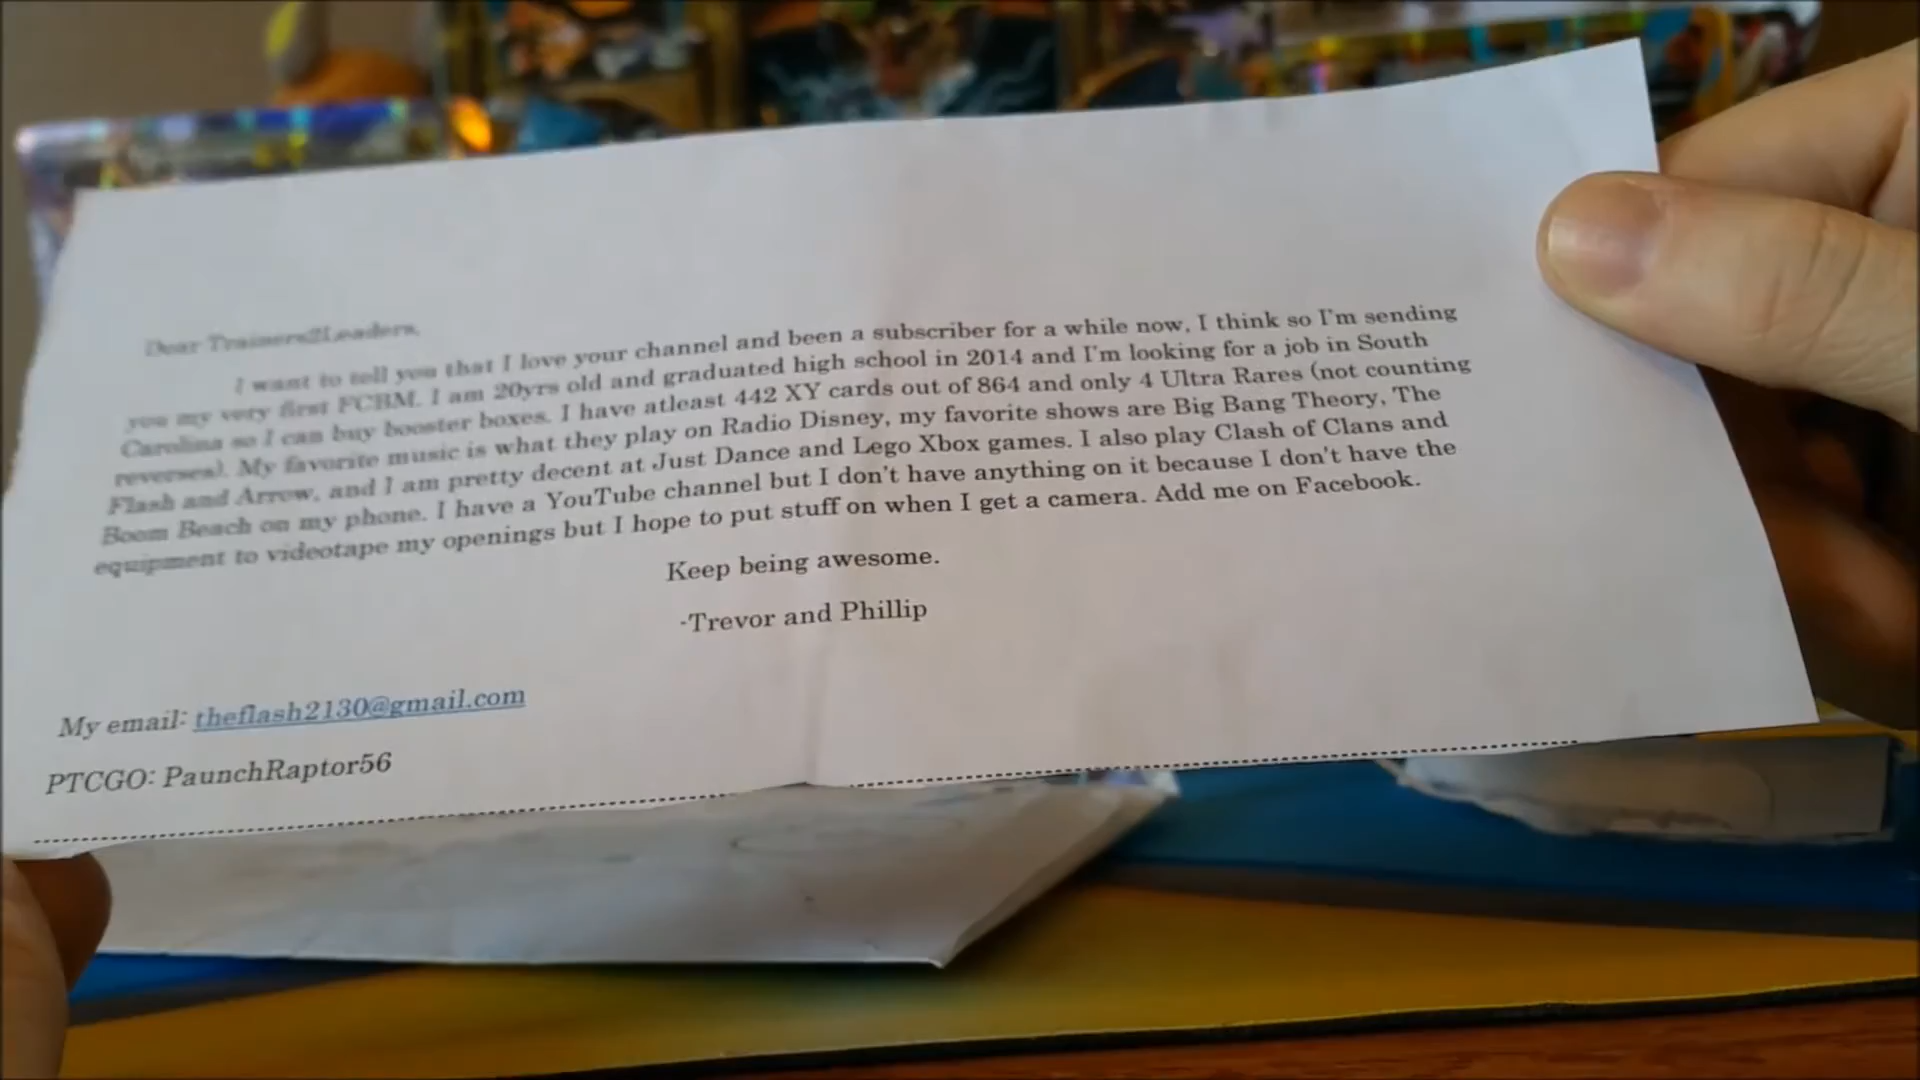 Dear Trainers2Leaders,
I want to tell you that I love your channel and been a subscriber for a while now, I think so I'm sending
you my very first FCBM. I am 20yrs old and graduated high school in 2014 and I'm looking for a job in South
Carolina so I can buy booster boxes. I have atleast 442 XY cards out of 864 and only 4 Ultra Rares (not counting
reverses). My favorite music is what they play on Radio Disney, my favorite shows are Big Bang Theory, The
Flash and Arrow, and I am pretty decent at Just Dance and Lego Xbox games. I also play Clash of Clans and
Boom Beach on my phone. I have a YouTube channel but I don't have anything on it because I don't have the
equipment to videotape my openings but I hope to put stuff on when I get a camera. Add me on Facebook.
Keep being awesome.
-Trevor and Phillip
My email: theflash2130@gmail.com
PTCGO: PaunchRaptor56